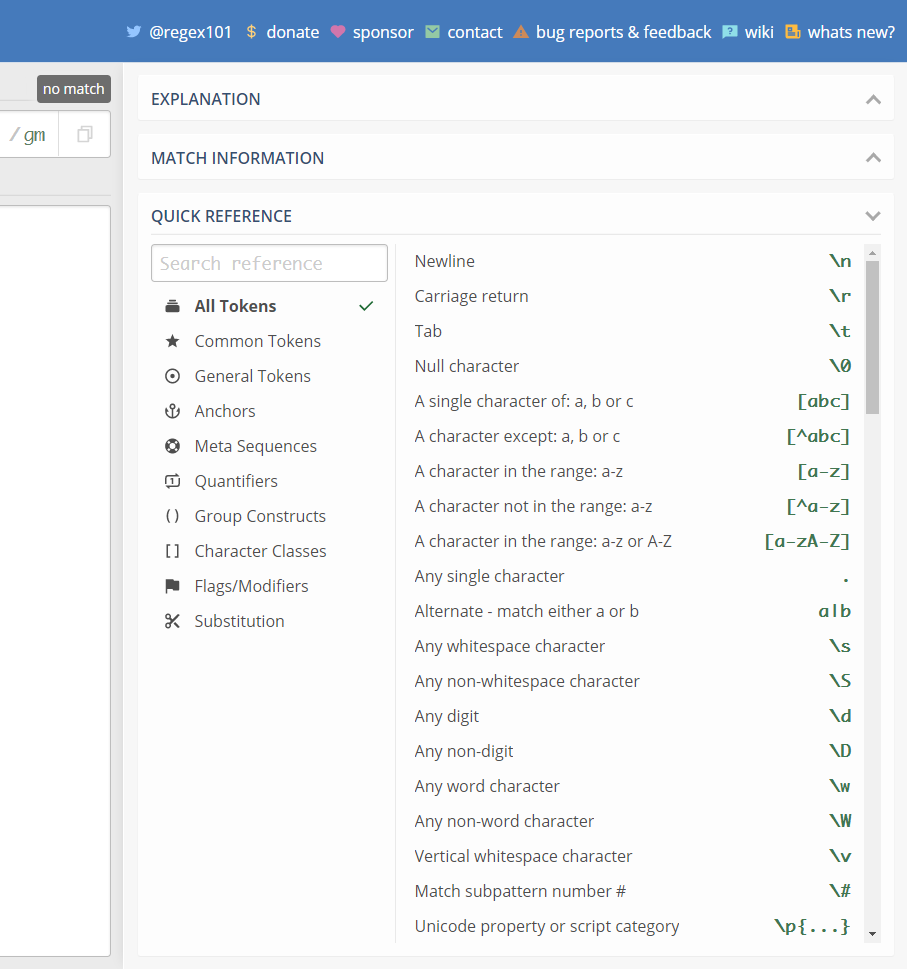 @regex101 $ donate sponsor contact bug reports & feedback wiki whats new?
no match
/ gm
EXPLANATION
MATCH INFORMATION
QUICK REFERENCE
Search reference
All Tokens
Common Tokens
General Tokens
Anchors
Meta Sequences
Quantifiers
( ) Group Constructs
[ ] Character Classes
Flags/Modifiers
Substitution
Newline \n
Carriage return \r
Tab \t
Null character \0
A single character of: a, b or c [abc]
A character except: a, b or c [^abc]
A character in the range: a-z [a-z]
A character not in the range: a-z [^a-z]
A character in the range: a-z or A-Z [a-zA-Z]
Any single character .
Alternate - match either a or b a|b
Any whitespace character \s
Any non-whitespace character \S
Any digit \d
Any non-digit \D
Any word character \w
Any non-word character \W
Vertical whitespace character \v
Match subpattern number # \#
Unicode property or script category \p{...}